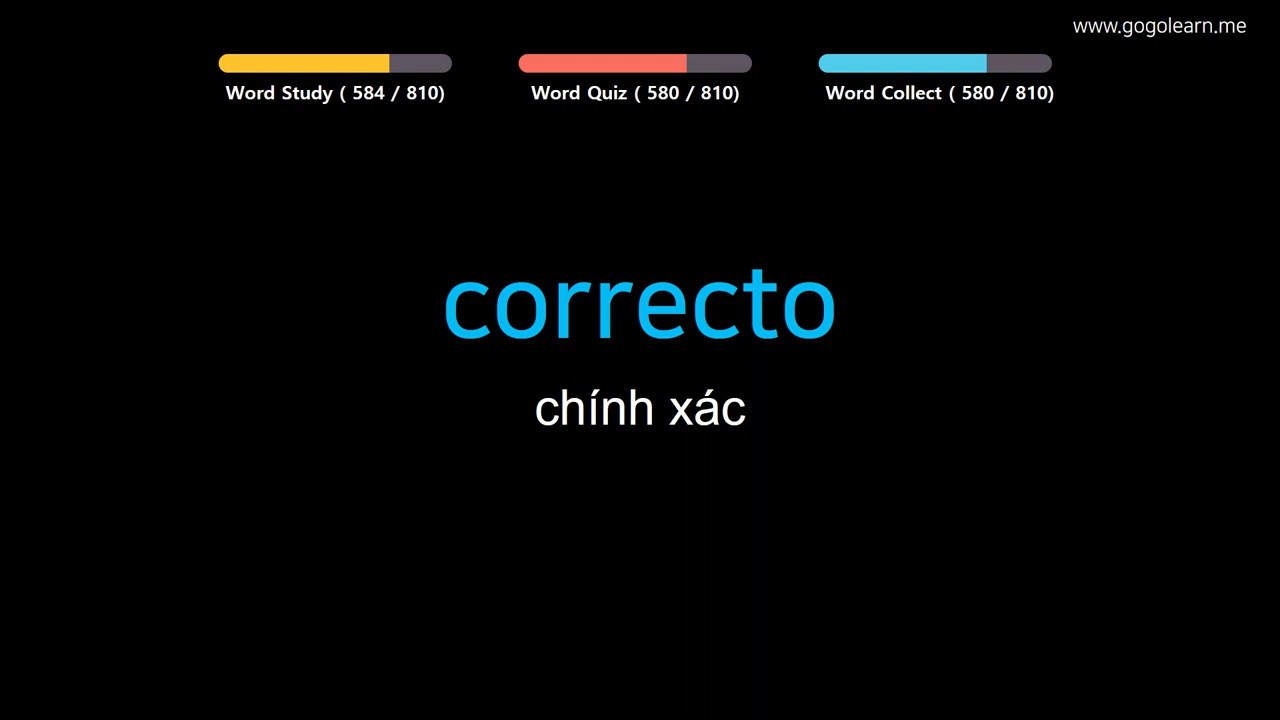 www.gogolearn.me
Word Study ( 584 / 810)
Word Quiz ( 580 / 810)
Word Collect ( 580 / 810)
correcto
chính xác